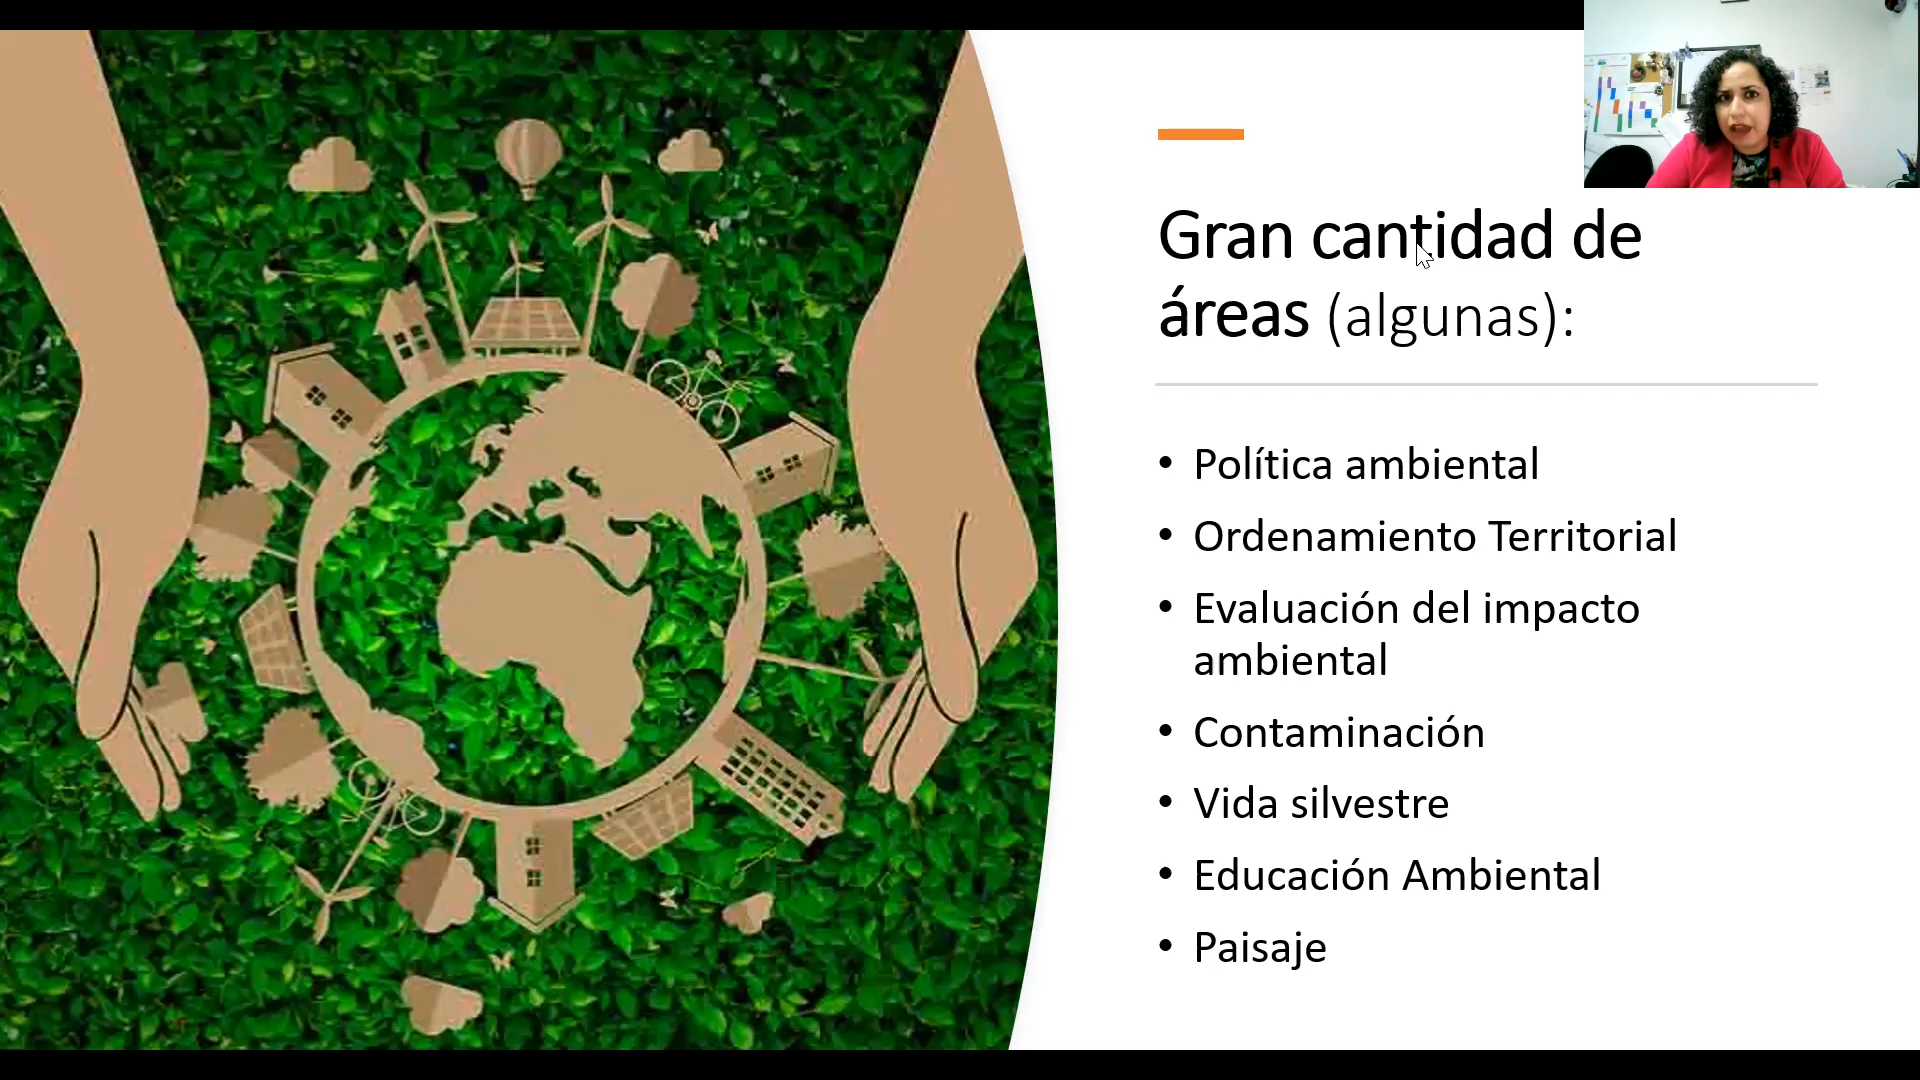 Gran cantidad de
áreas (algunas):
• Política ambiental
• Ordenamiento Territorial
• Evaluación del impacto
ambiental
• Contaminación
• Vida silvestre
• Educación Ambiental
• Paisaje